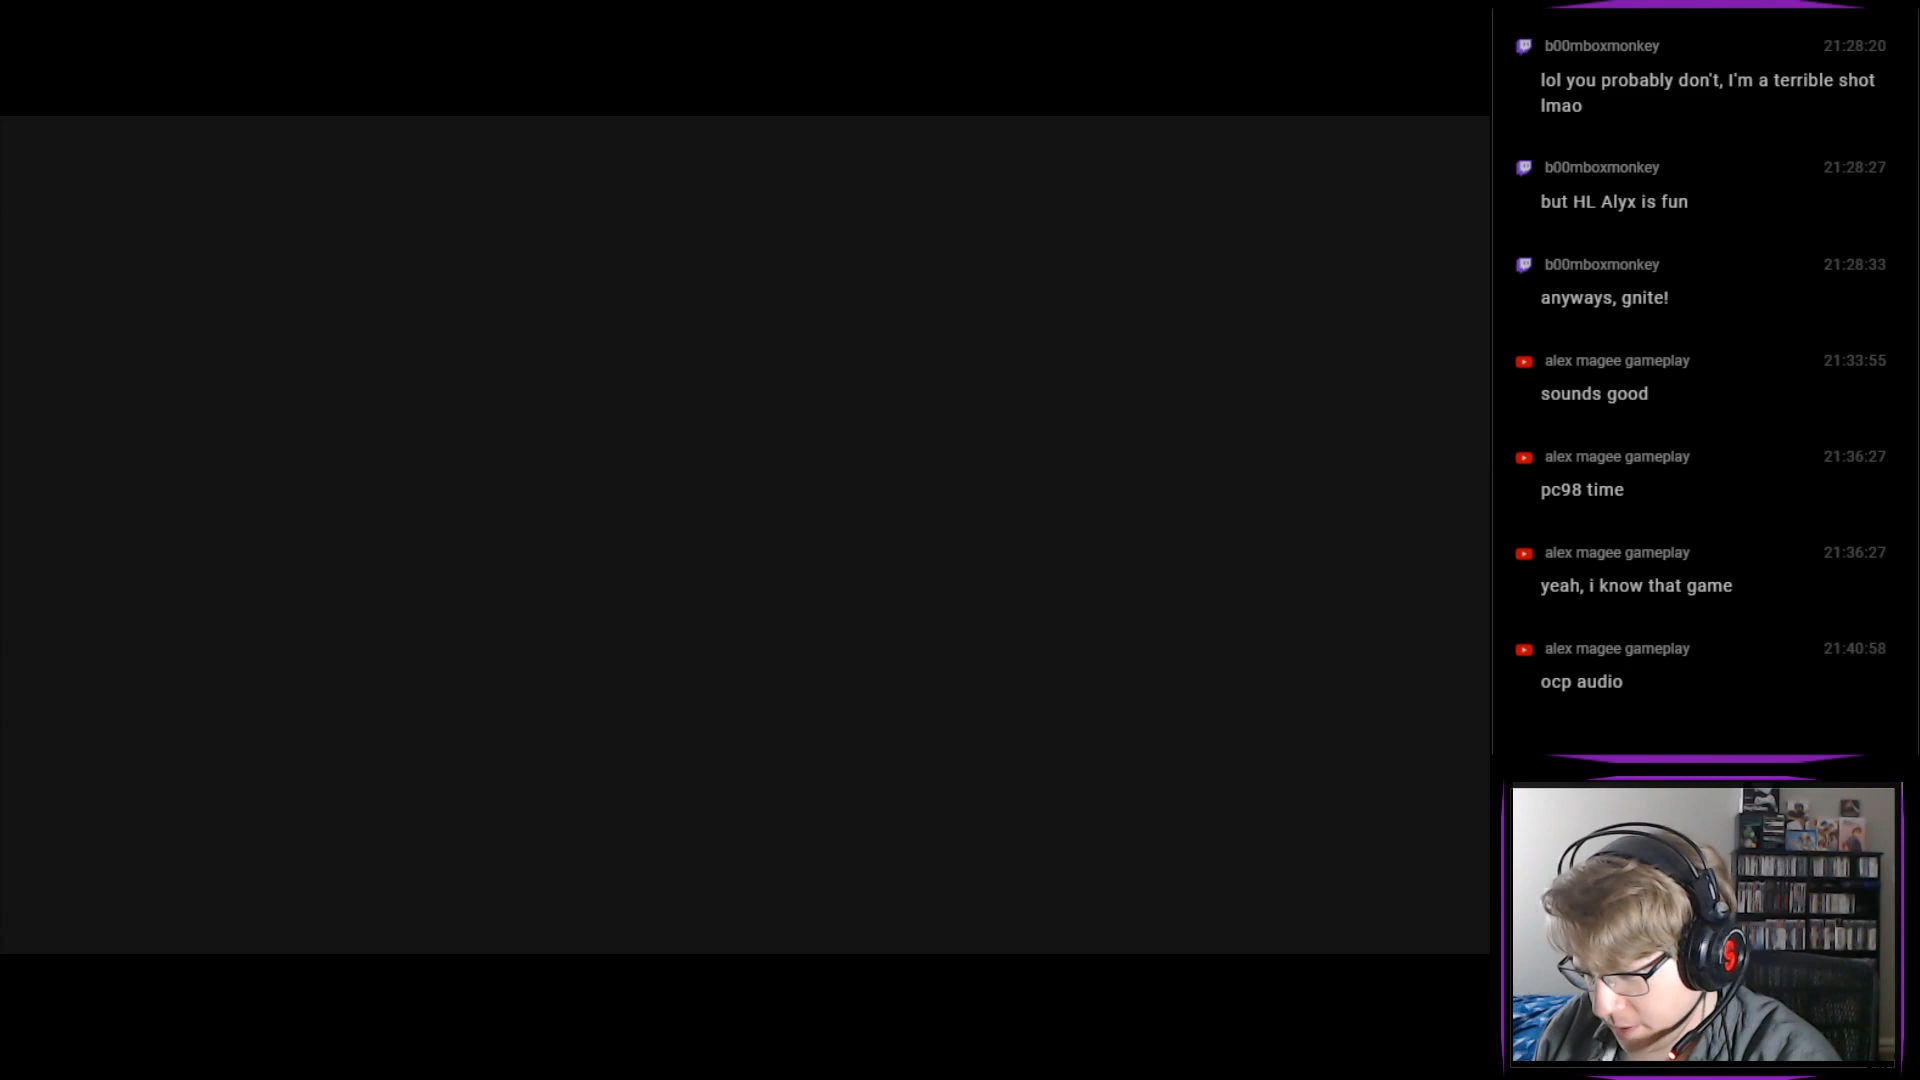 b00mboxmonkey 21:28:20
lol you probably don't, I'm a terrible shot
lmao
b00mboxmonkey 21:28:27
but HL Alyx is fun
b00mboxmonkey 21:28:33
anyways, gnite!
alex magee gameplay 21:33:55
sounds good
alex magee gameplay 21:36:27
pc98 time
alex magee gameplay 21:36:27
yeah, i know that game
alex magee gameplay 21:40:58
ocp audio